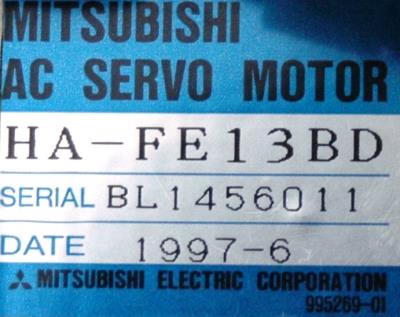 MITSUBISHI
AC SERVO MOTOR
HA-FE13BD
SERIAL BL1456011
DATE 1997-6
MITSUBISHI ELECTRIC CORPORATION
995269-01